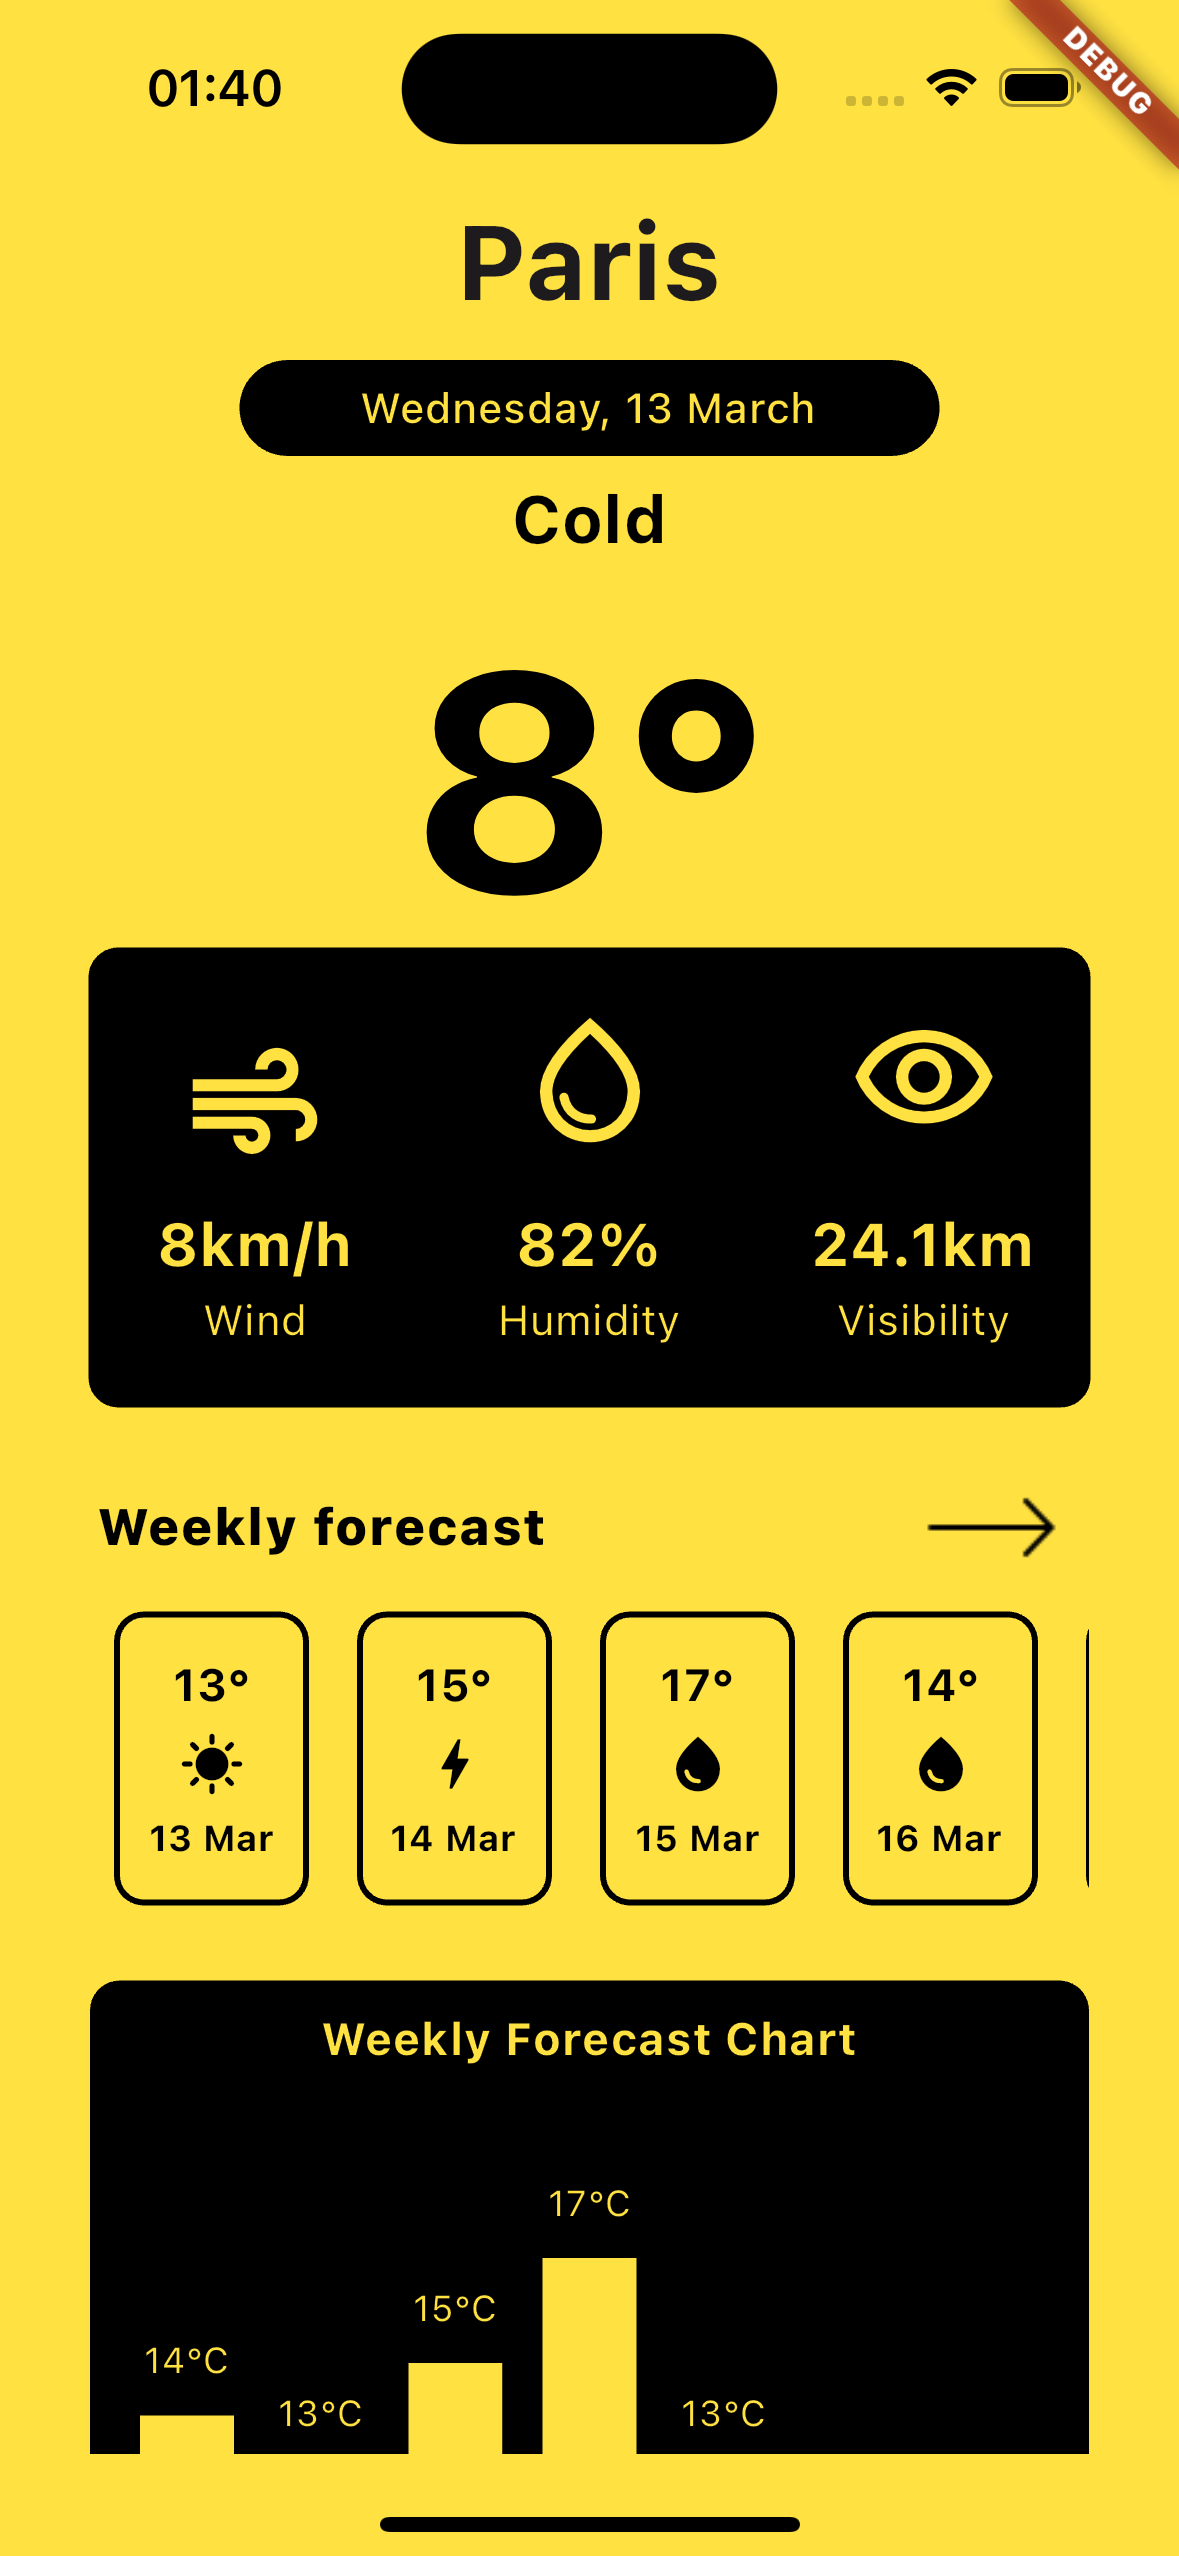 01:40
DEBUG
Paris
Wednesday, 13 March
Cold
8°
8km/h 82% 24.1km
Wind Humidity Visibility
Weekly forecast
13° 15° 17° 14°
13 Mar 14 Mar 15 Mar 16 Mar
Weekly Forecast Chart
17°C
15°C
14°C
13°C 13°C